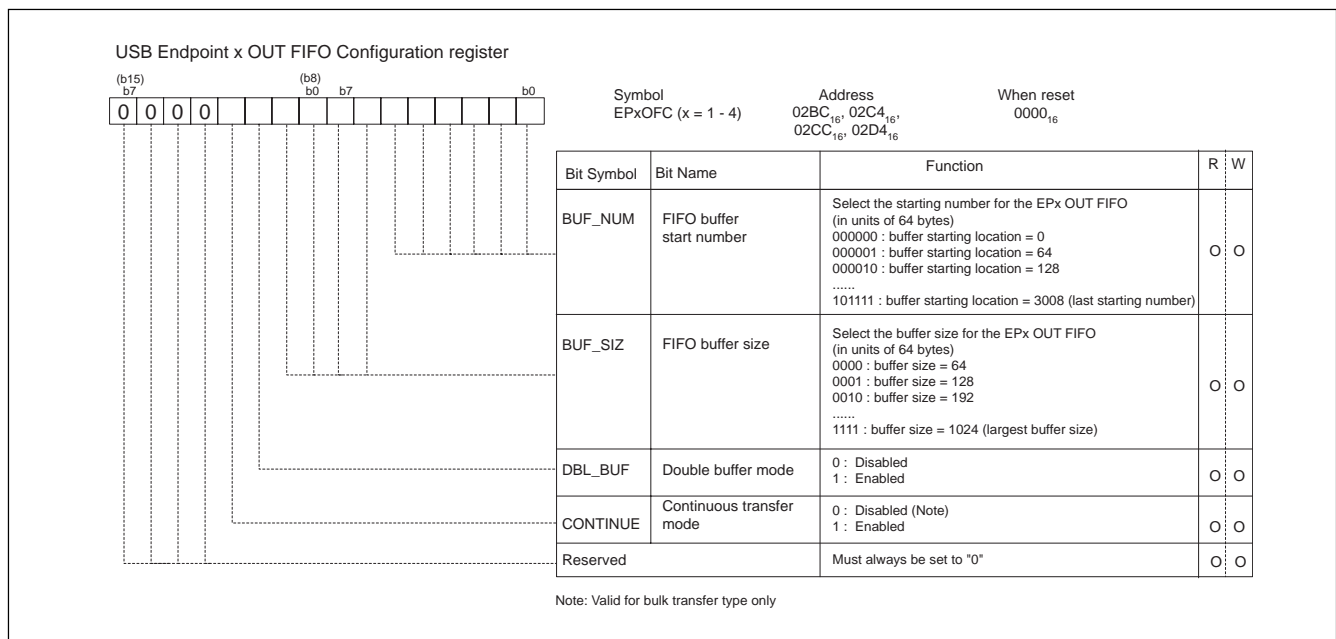 USB Endpoint x OUT FIFO Configuration register
(b15) (b8)
b7 b0 b7 b0
0 0 0 0
Symbol Address When reset
EPxOFC (x = 1 - 4) 02BC16, 02C416, 000016
02CC16, 02D416
Bit Symbol Bit Name Function R W
BUF_NUM FIFO buffer start number Select the starting number for the EPx OUT FIFO
(in units of 64 bytes)
000000 : buffer starting location = 0
000001 : buffer starting location = 64
000010 : buffer starting location = 128
......
101111 : buffer starting location = 3008 (last starting number)
O O
BUF_SIZ FIFO buffer size Select the buffer size for the EPx OUT FIFO
(in units of 64 bytes)
0000 : buffer size = 64
0001 : buffer size = 128
0010 : buffer size = 192
......
1111 : buffer size = 1024 (largest buffer size)
O O
DBL_BUF Double buffer mode 0 : Disabled
1 : Enabled
O O
CONTINUE Continuous transfer mode 0 : Disabled (Note)
1 : Enabled
O O
Reserved Must always be set to "0" O O
Note: Valid for bulk transfer type only